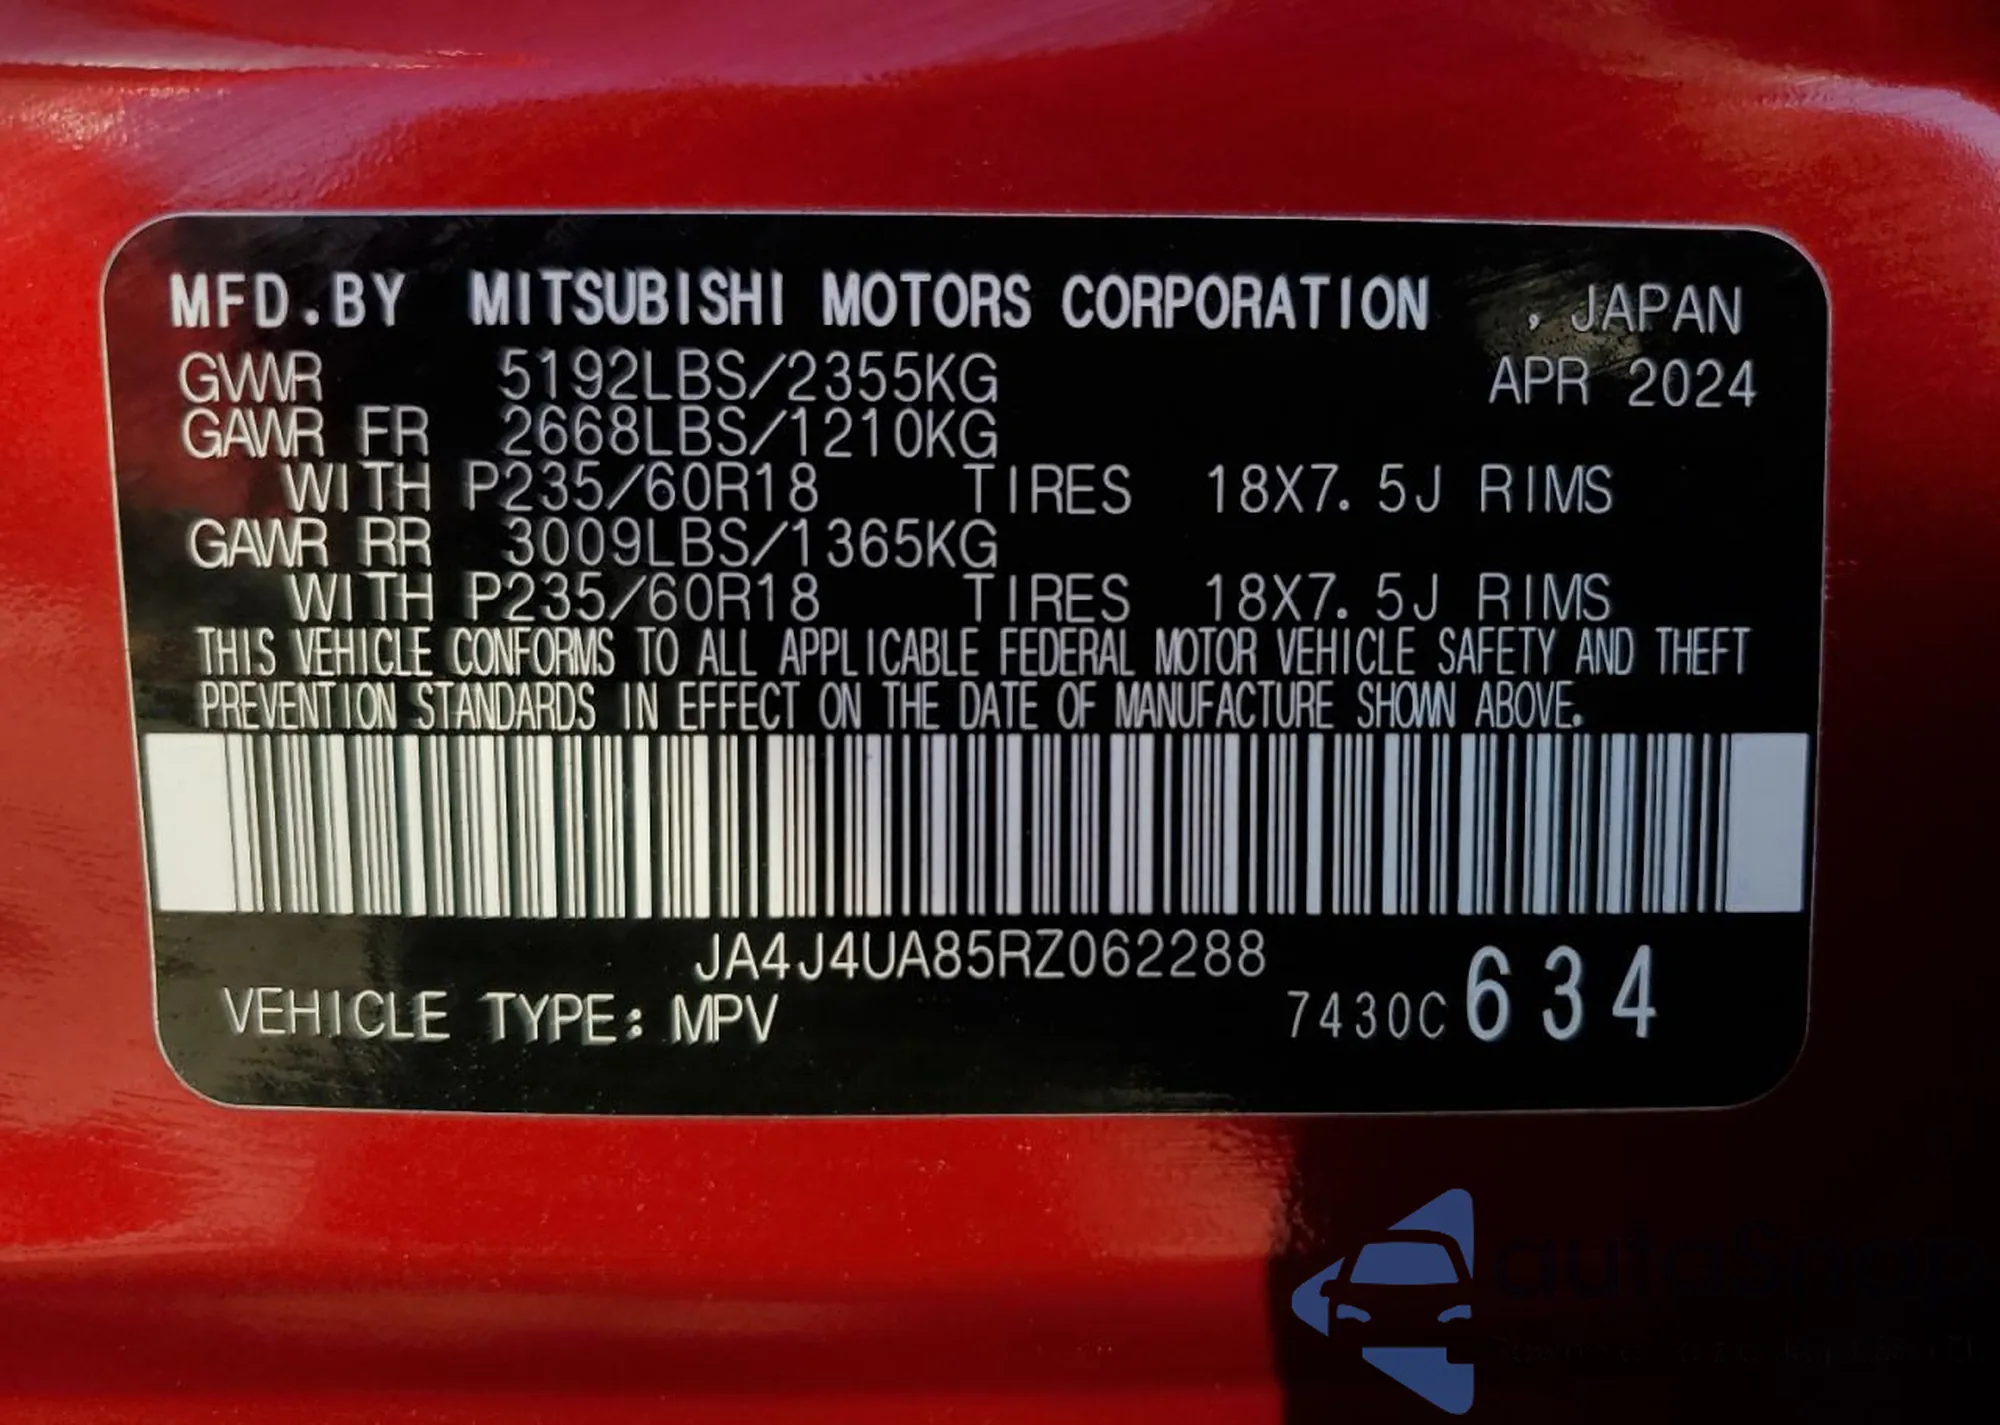 MFD.BY MITSUBISHI MOTORS CORPORATION , JAPAN
GVWR 5192LBS/2355KG APR 2024
GAWR FR 2668LBS/1210KG
WITH P235/60R18 TIRES 18X7.5J RIMS
GAWR RR 3009LBS/1365KG
WITH P235/60R18 TIRES 18X7.5J RIMS
THIS VEHICLE CONFORMS TO ALL APPLICABLE FEDERAL MOTOR VEHICLE SAFETY AND THEFT
PREVENTION STANDARDS IN EFFECT ON THE DATE OF MANUFACTURE SHOWN ABOVE.
JA4J4UA85RZ062288
VEHICLE TYPE: MPV 7430C 634